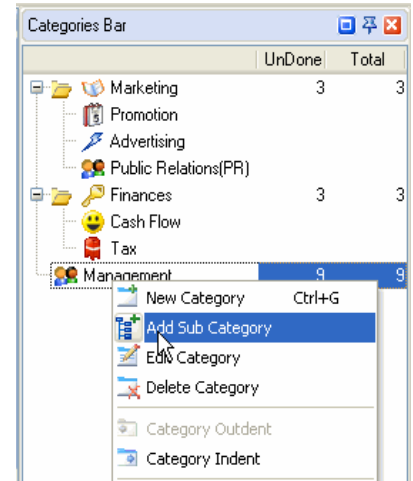 Categories Bar
UnDone Total
Marketing 3 3
Promotion
Advertising
Public Relations(PR)
Finances 3 3
Cash Flow
Tax
Management 9 9
New Category Ctrl+G
Add Sub Category
Edit Category
Delete Category
Category Outdent
Category Indent